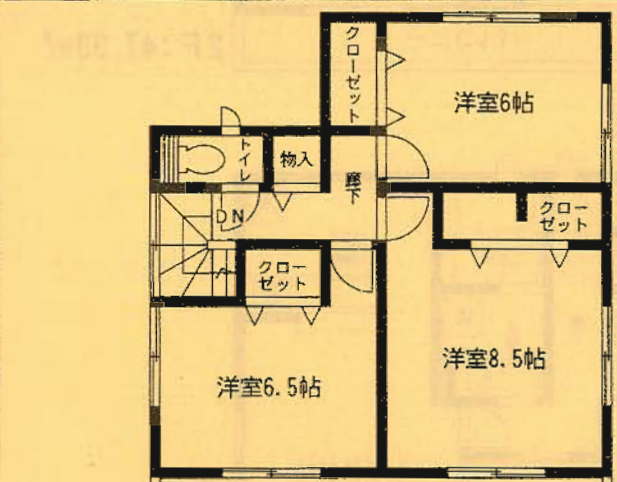 クローゼット
洋室6帖
トイレ
物入
廊下
DN
クロー
ゼット
クロー
ゼット
洋室8.5帖
洋室6.5帖